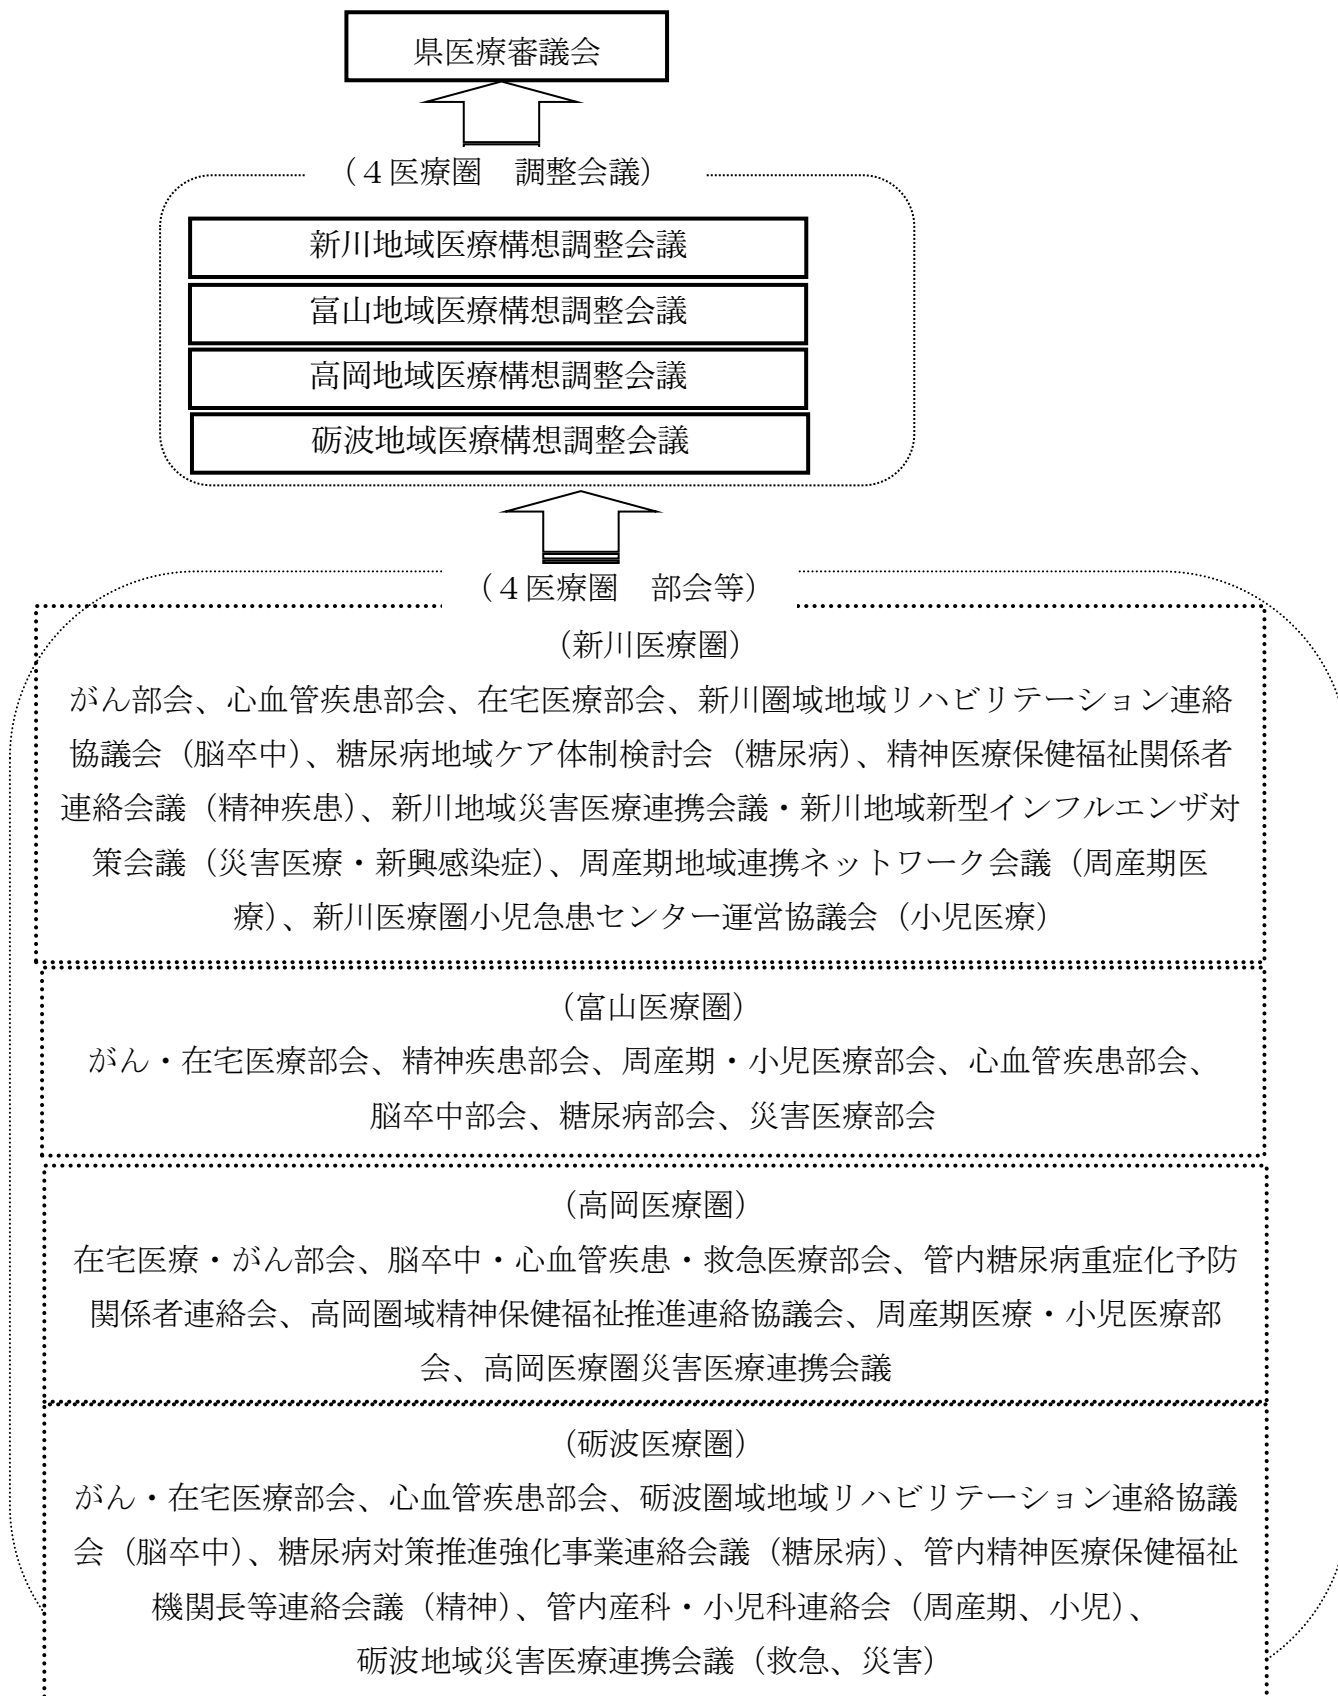 県医療審議会
（４医療圏　調整会議）
新川地域医療構想調整会議
富山地域医療構想調整会議
高岡地域医療構想調整会議
砺波地域医療構想調整会議
（４医療圏　部会等）
（新川医療圏）
がん部会、心血管疾患部会、在宅医療部会、新川圏域地域リハビリテーション連絡
協議会（脳卒中）、糖尿病地域ケア体制検討会（糖尿病）、精神医療保健福祉関係者
連絡会議（精神疾患）、新川地域災害医療連携会議・新川地域新型インフルエンザ対
策会議（災害医療・新興感染症）、周産期地域連携ネットワーク会議（周産期医
療）、新川医療圏小児急患センター運営協議会（小児医療）
（富山医療圏）
がん・在宅医療部会、精神疾患部会、周産期・小児医療部会、心血管疾患部会、
脳卒中部会、糖尿病部会、災害医療部会
（高岡医療圏）
在宅医療・がん部会、脳卒中・心血管疾患・救急医療部会、管内糖尿病重症化予防
関係者連絡会、高岡圏域精神保健福祉推進連絡協議会、周産期医療・小児医療部
会、高岡医療圏災害医療連携会議
（砺波医療圏）
がん・在宅医療部会、心血管疾患部会、砺波圏域地域リハビリテーション連絡協議
会（脳卒中）、糖尿病対策推進強化事業連絡会議（糖尿病）、管内精神医療保健福祉
機関長等連絡会議（精神）、管内産科・小児科連絡会（周産期、小児）、
砺波地域災害医療連携会議（救急、災害）